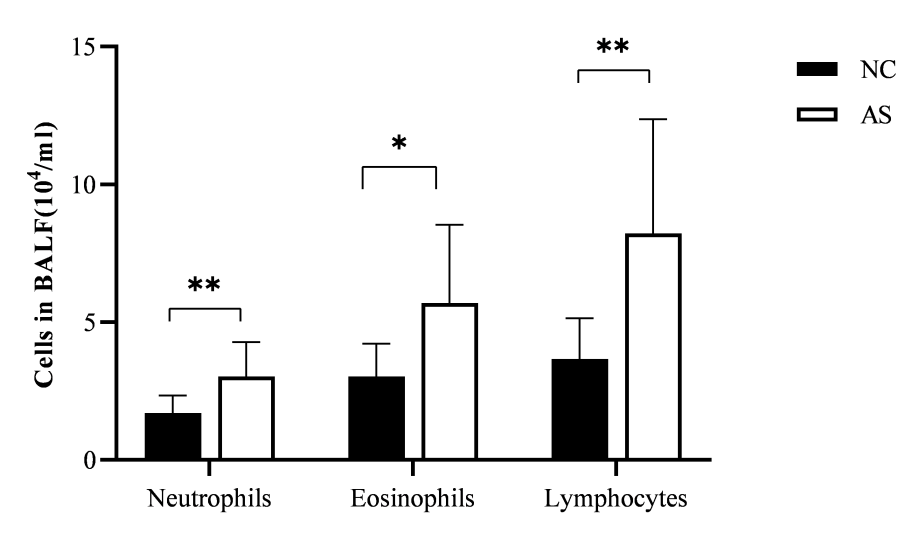 Cells in BALF(10⁴/ml)
15
10
5
0
**
*
**
NC
AS
Neutrophils
Eosinophils
Lymphocytes